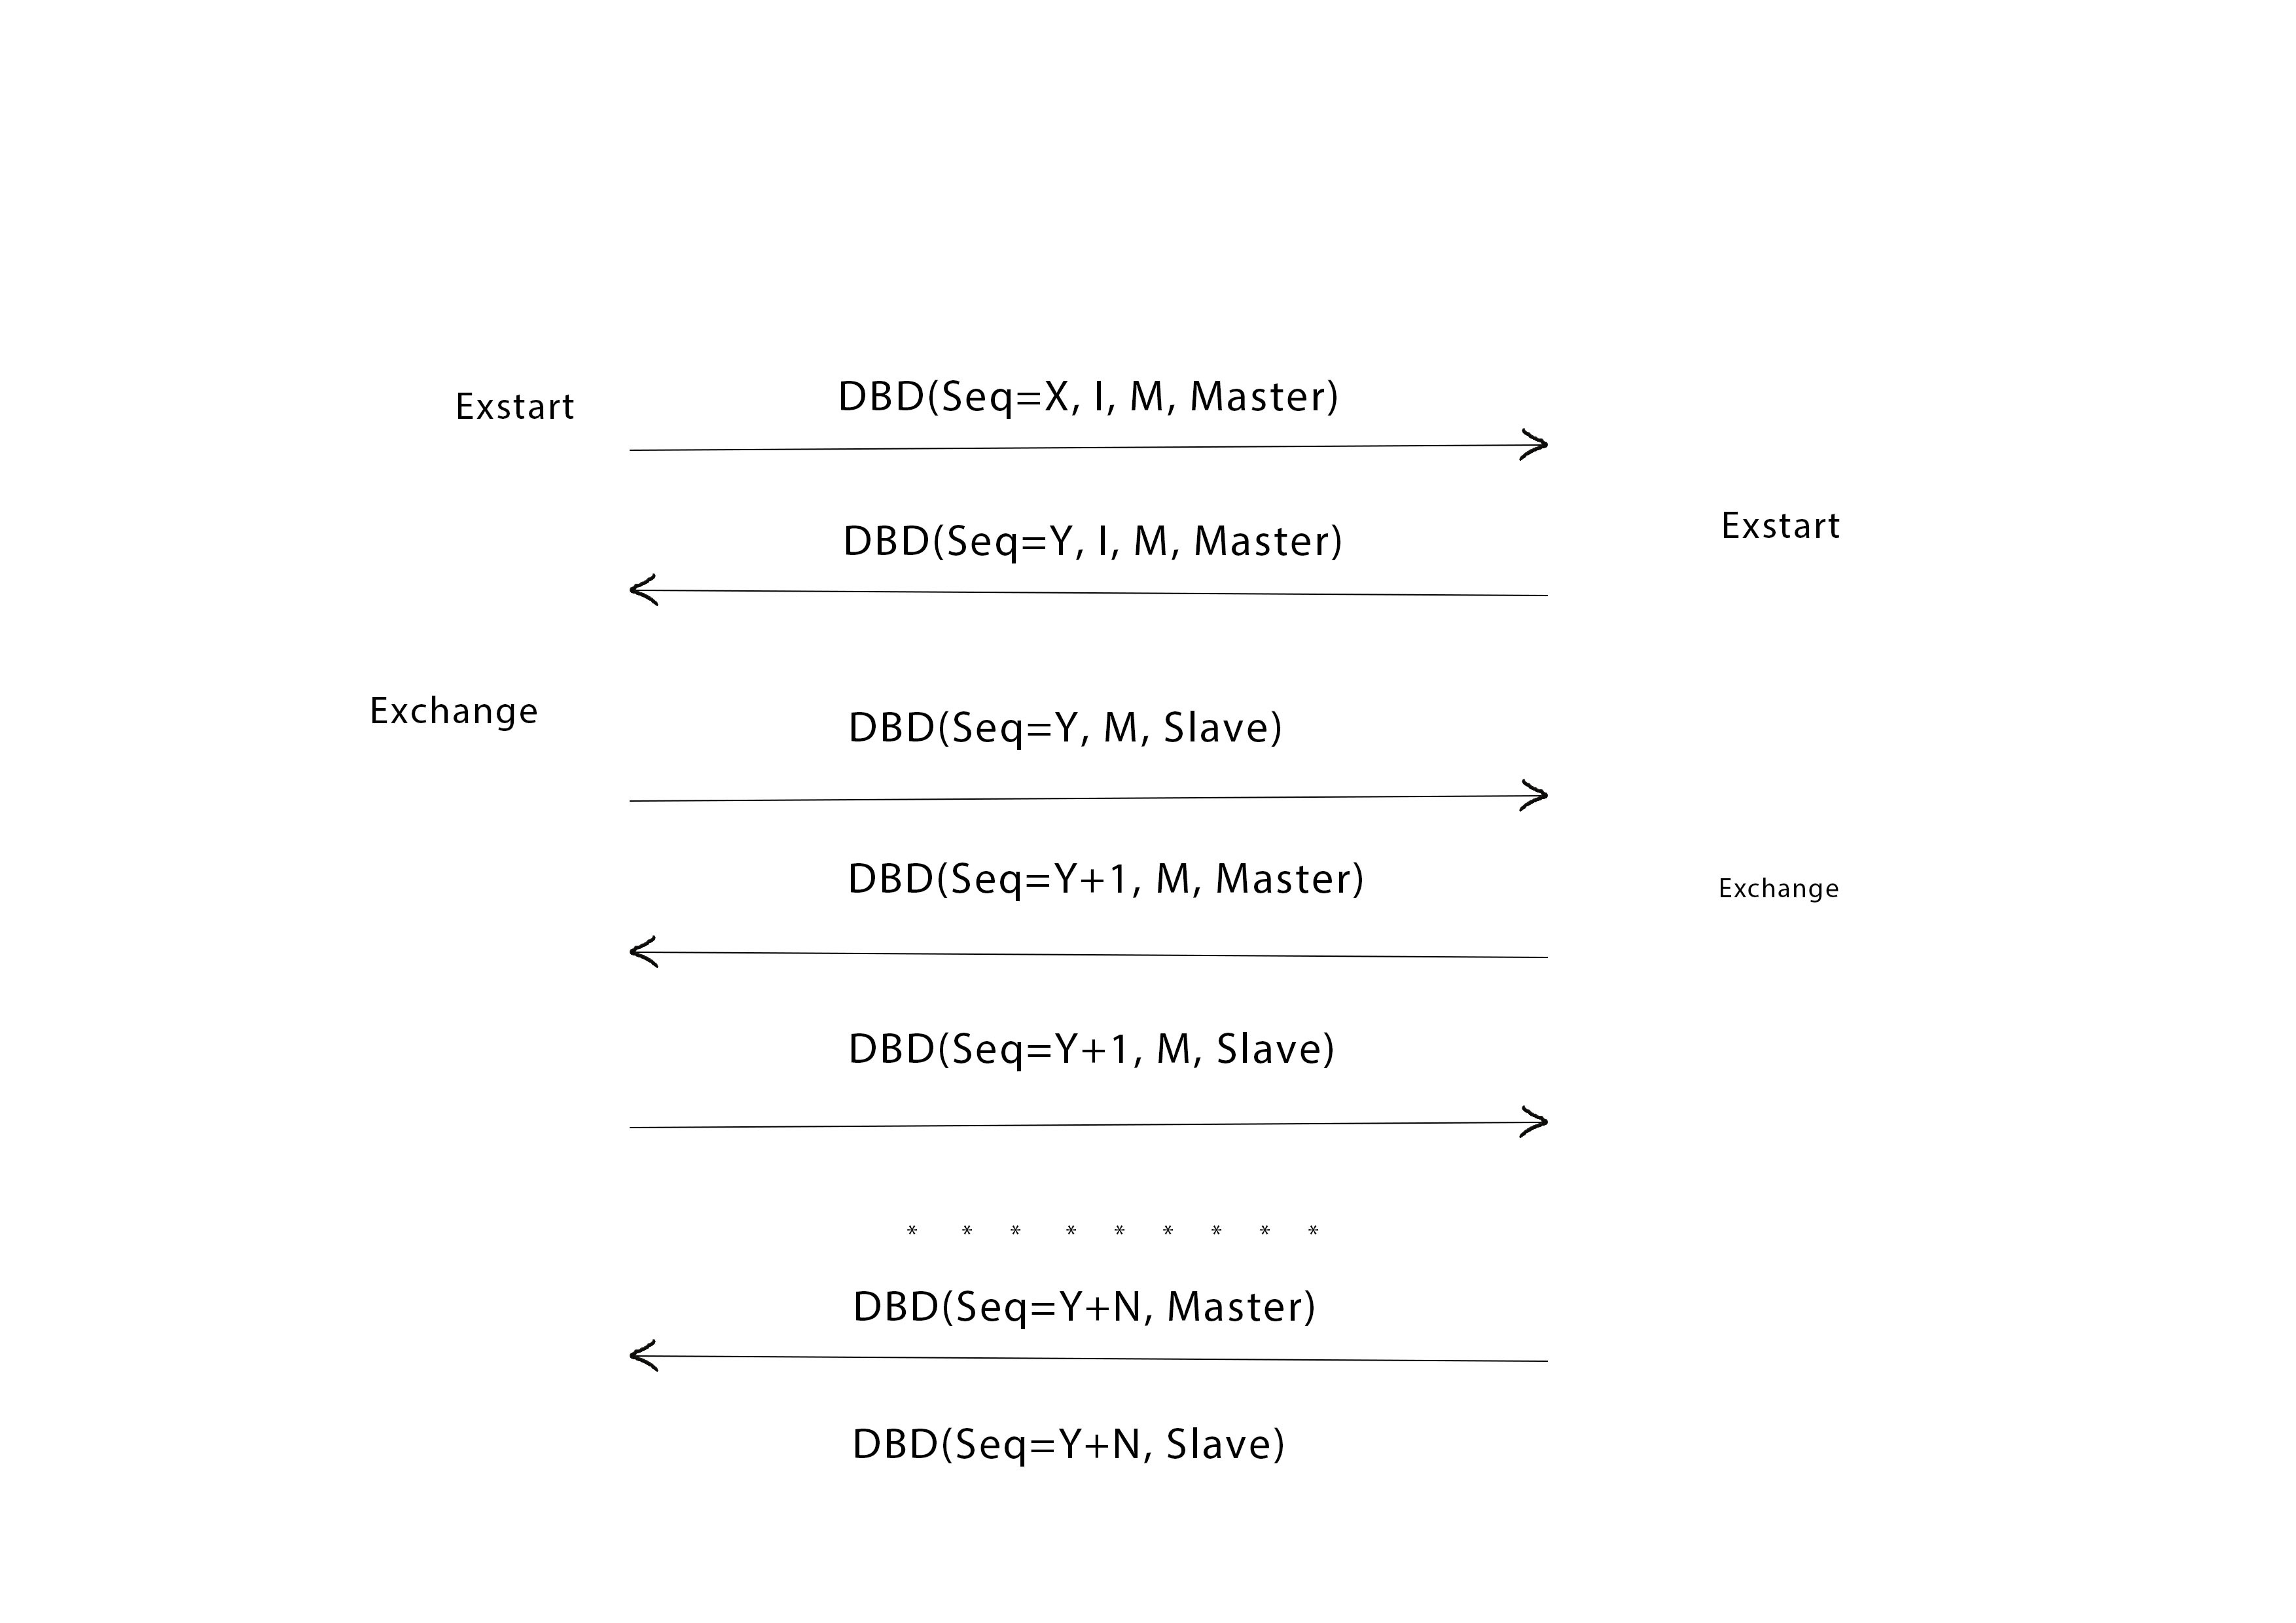 Exstart
DBD(Seq=X, I, M, Master)
DBD(Seq=Y, I, M, Master)
Exstart
Exchange
DBD(Seq=Y, M, Slave)
DBD(Seq=Y+1, M, Master)
Exchange
DBD(Seq=Y+1, M, Slave)
* * * * * * * * *
DBD(Seq=Y+N, Master)
DBD(Seq=Y+N, Slave)